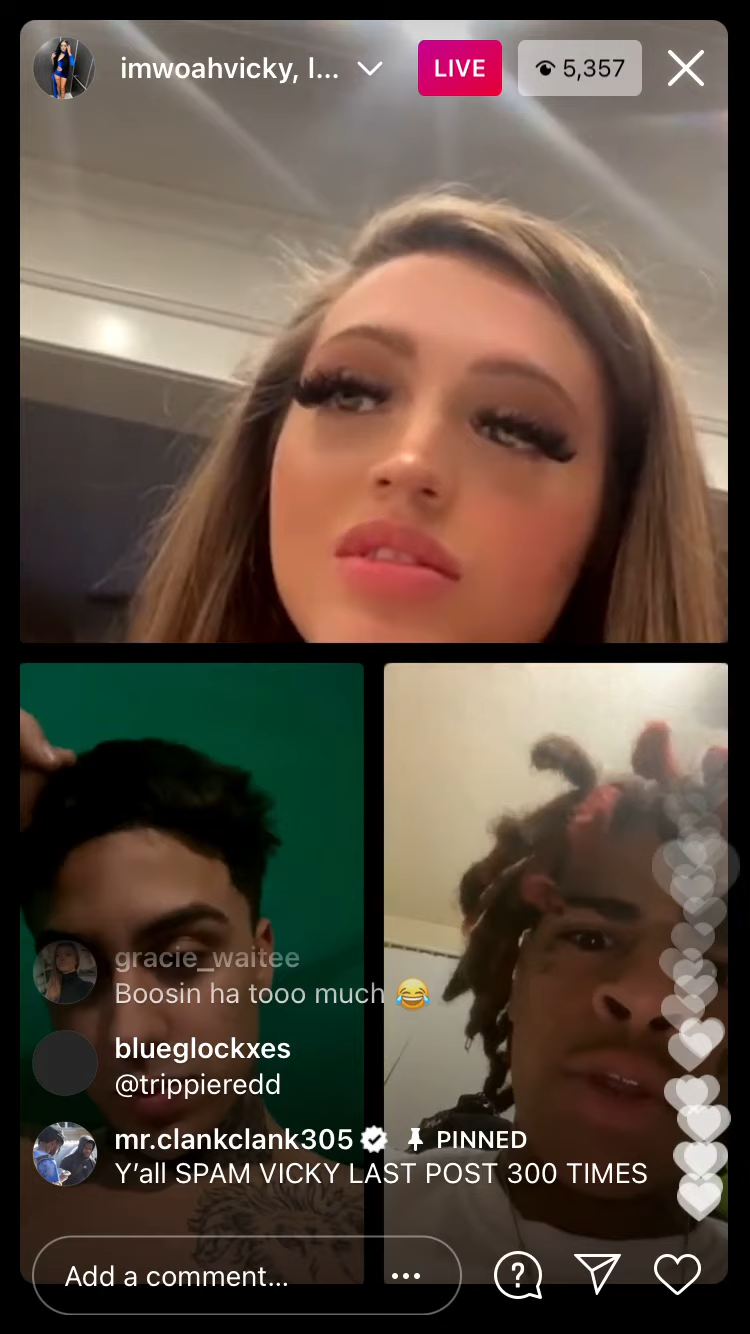 imwoahvicky, l...
LIVE
5,357
gracie_waitee
Boosin ha tooo much 😂
blueglockxes
@trippieredd
mr.clankclank305 PINNED
Y'all SPAM VICKY LAST POST 300 TIMES
Add a comment...